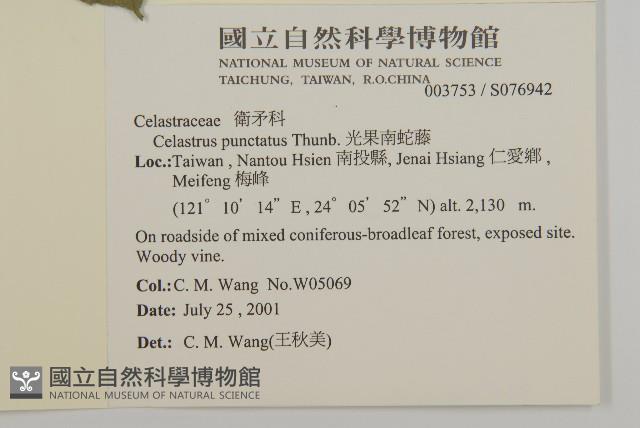 國立自然科學博物館
NATIONAL MUSEUM OF NATURAL SCIENCE
TAICHUNG, TAIWAN, R.O.CHINA
003753 / S076942
Celastraceae 衛矛科
Celastrus punctatus Thunb. 光果南蛇藤
Loc.:Taiwan , Nantou Hsien 南投縣, Jenai Hsiang 仁愛鄉 ,
Meifeng 梅峰
(121° 10' 14" E , 24° 05' 52" N) alt. 2,130 m.
On roadside of mixed coniferous-broadleaf forest, exposed site.
Woody vine.
Col.: C. M. Wang No.W05069
Date: July 25 , 2001
Det.: C. M. Wang(王秋美)
國立自然科學博物館
NATIONAL MUSEUM OF NATURAL SCIENCE